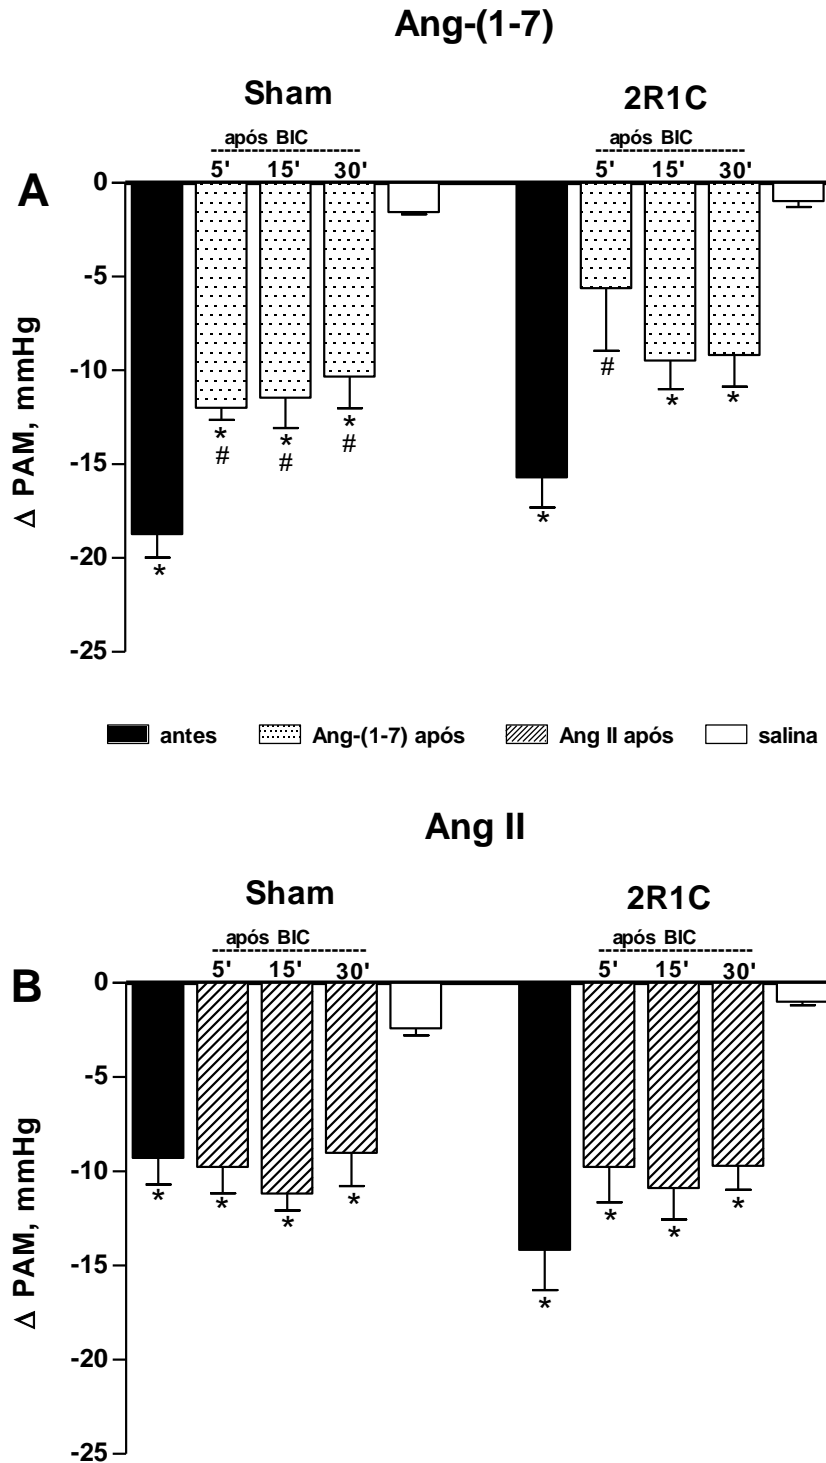 Ang-(1-7)
Sham 2R1C
após BIC após BIC
5' 15' 30' 5' 15' 30'
A
0
-5
-10
-15
-20
-25
Δ PAM, mmHg
* # * # * # # * *
* *
antes Ang-(1-7) após Ang II após salina
Ang II
Sham 2R1C
após BIC após BIC
5' 15' 30' 5' 15' 30'
B
0
-5
-10
-15
-20
-25
Δ PAM, mmHg
* * * * * * * *